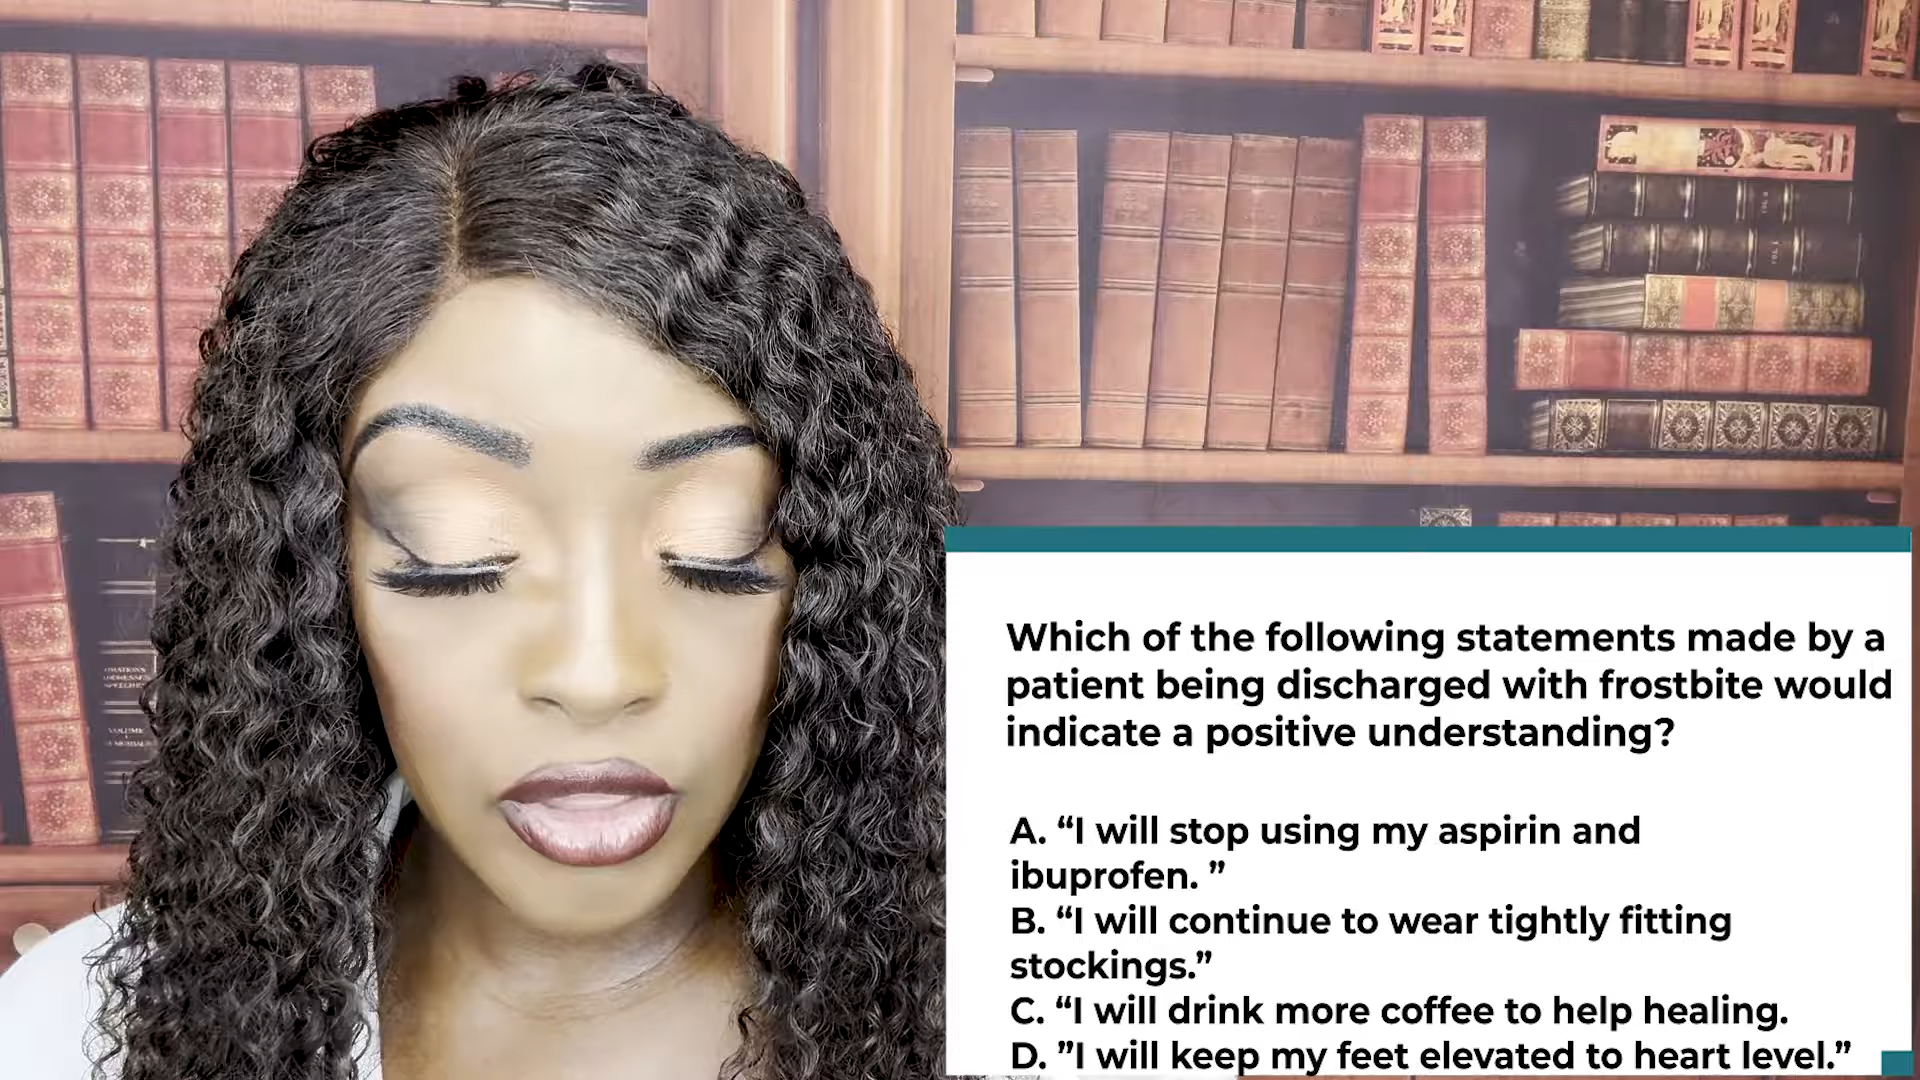 Which of the following statements made by a
patient being discharged with frostbite would
indicate a positive understanding?
A. “I will stop using my aspirin and
ibuprofen. ”
B. “I will continue to wear tightly fitting
stockings.”
C. “I will drink more coffee to help healing.
D. ”I will keep my feet elevated to heart level.”